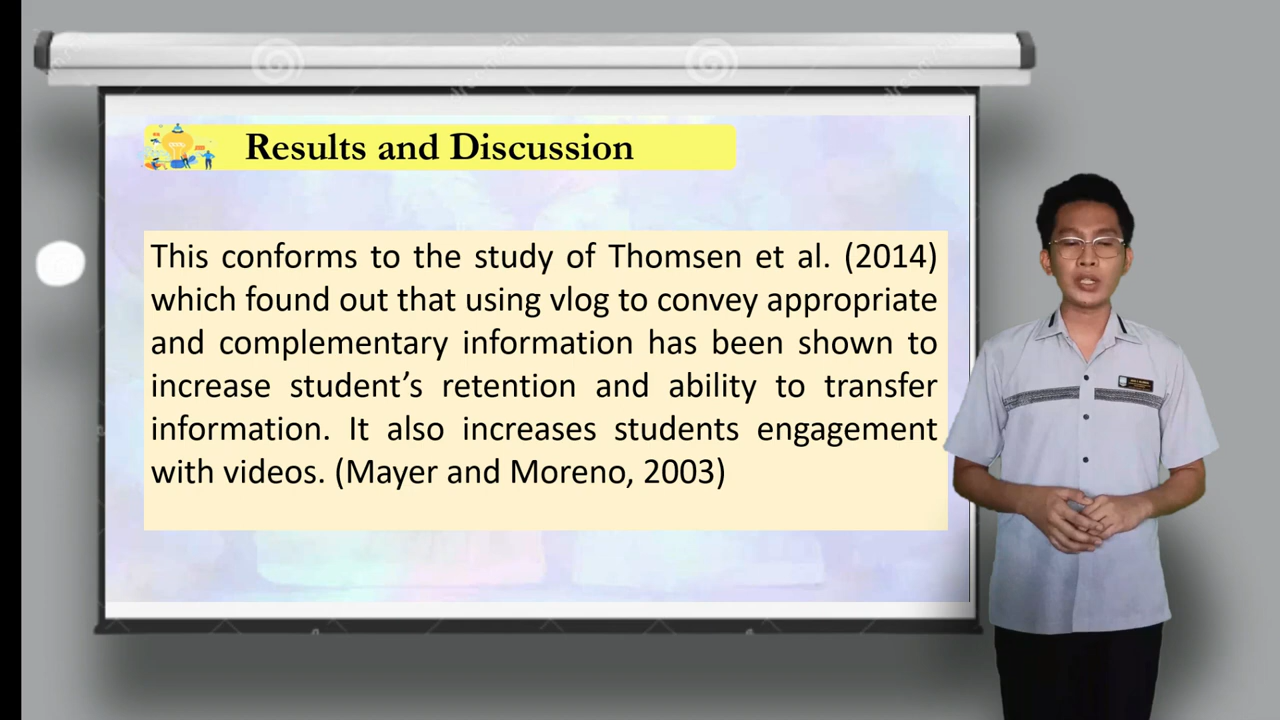 Results and Discussion
This conforms to the study of Thomsen et al. (2014)
which found out that using vlog to convey appropriate
and complementary information has been shown to
increase student’s retention and ability to transfer
information. It also increases students engagement
with videos. (Mayer and Moreno, 2003)